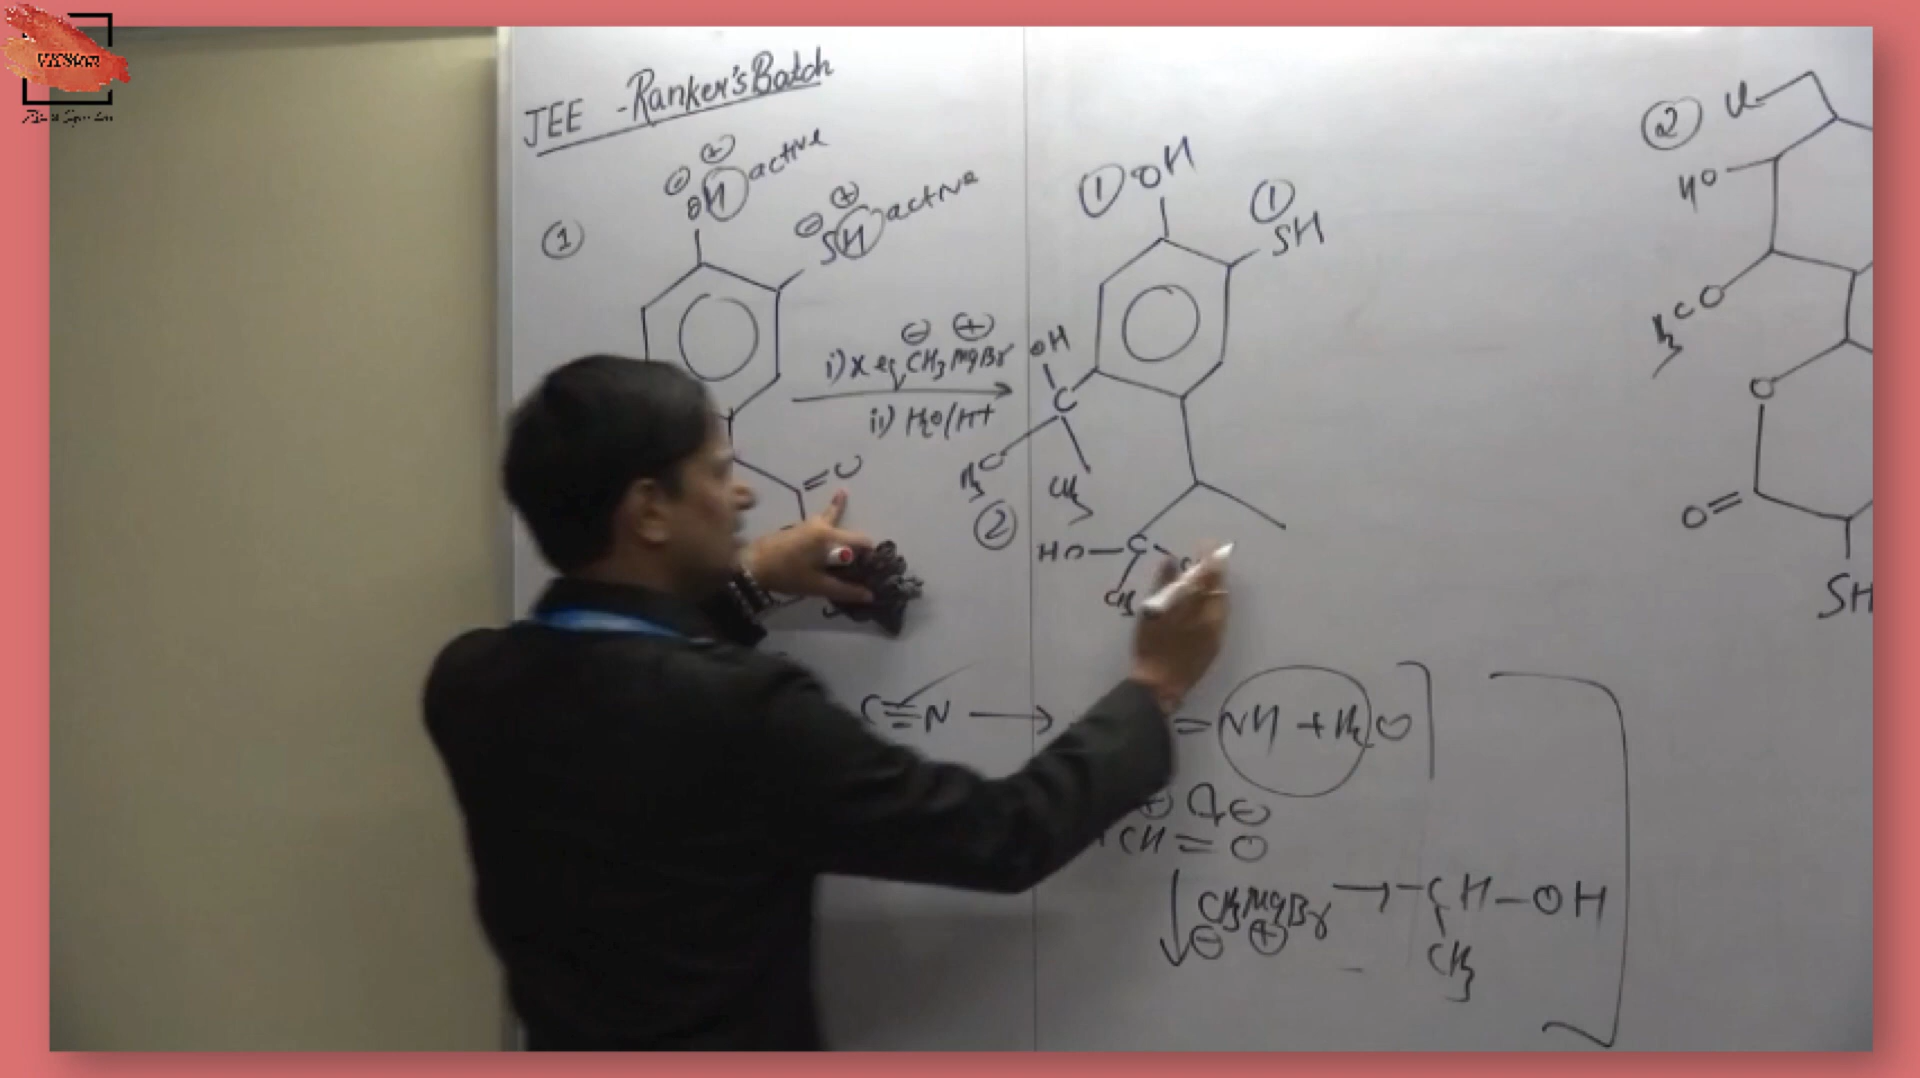 JEE - Ranker's Batch
①
⊖ ⊕
OH active
⊖ ⊕
SH active
=O
⊖ ⊕
i) x eq CH3MgBr
ii) H2O/H+
① OH
①
SH
OH
C
H3C
CH3
②
HO-C
CH3
C≡N → =NH + H2O
⊕ ⊖
CH=O
↓ CH3MgBr → -CH-OH
⊖ ⊕
CH3
②
HO
H3CO
O
O=
SH